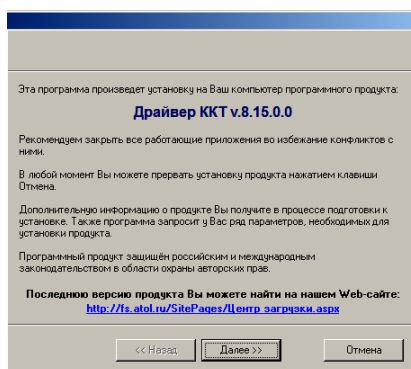 Эта программа произведет установку на Ваш компьютер программного продукта:
Драйвер ККТ v.8.15.0.0
Рекомендуем закрыть все работающие приложения во избежание конфликтов с
ними.
В любой момент Вы можете прервать установку продукта нажатием клавиши
Отмена.
Дополнительную информацию о продукте Вы получите в процессе подготовки к
установке. Также программа запросит у Вас ряд параметров, необходимых для
установки продукта.
Программный продукт защищён российским и международным
законодательством в области охраны авторских прав.
Последнюю версию продукта Вы можете найти на нашем Web-сайте:
http://fs.atol.ru/SitePages/Центр загрузки.aspx
<< Назад Далее >> Отмена